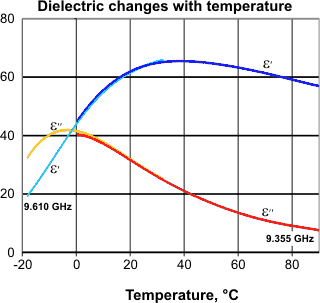 Dielectric changes with temperature
80
60
40
20
0
ε'
ε''
ε'
9.610 GHz
ε''
9.355 GHz
-20 0 20 40 60 80
Temperature, °C